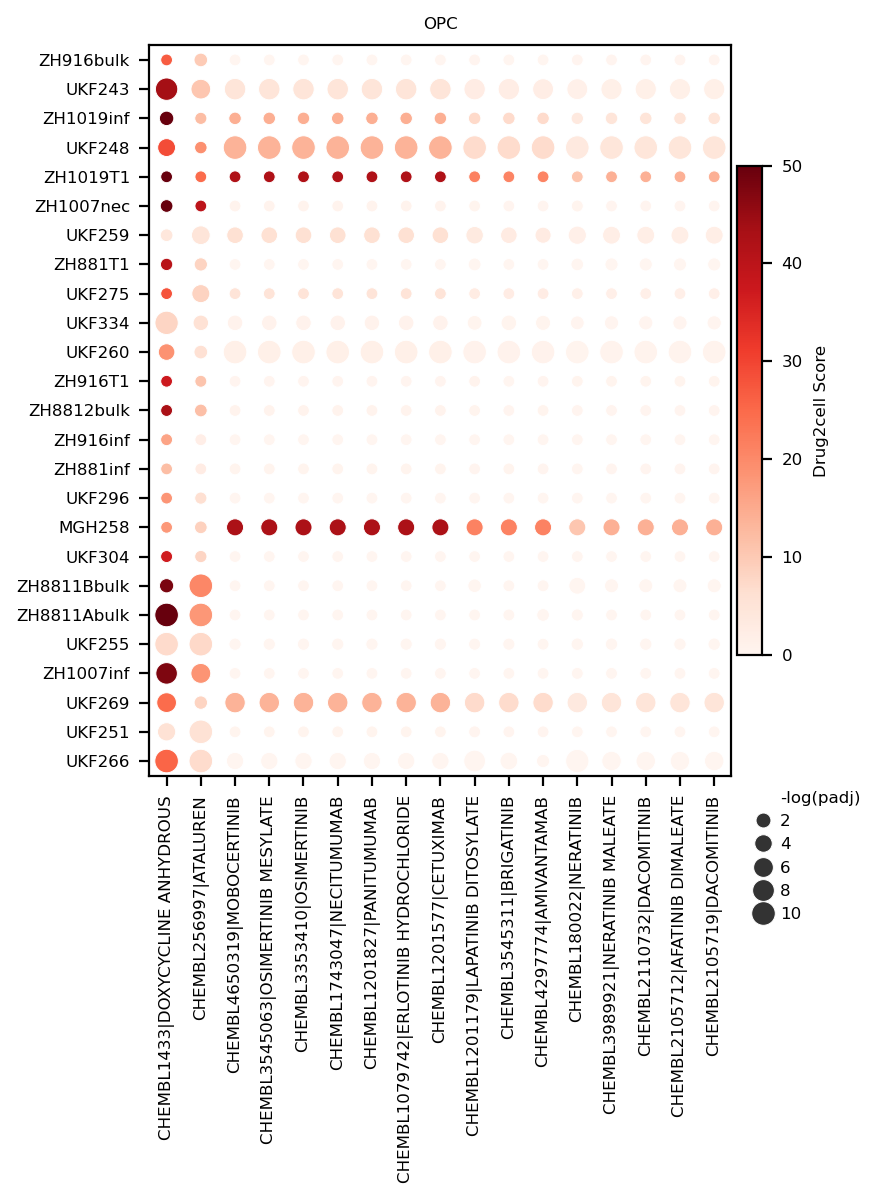 OPC
ZH916bulk
UKF243
ZH1019inf
UKF248
ZH1019T1
ZH1007nec
UKF259
ZH881T1
UKF275
UKF334
UKF260
ZH916T1
ZH8812bulk
ZH916inf
ZH881inf
UKF296
MGH258
UKF304
ZH8811Bbulk
ZH8811Abulk
UKF255
ZH1007inf
UKF269
UKF251
UKF266
CHEMBL1433|DOXYCYCLINE ANHYDROUS
CHEMBL256997|ATALUREN
CHEMBL4650319|MOBOCERTINIB
CHEMBL3545063|OSIMERTINIB MESYLATE
CHEMBL3353410|OSIMERTINIB
CHEMBL1743047|NECITUMUMAB
CHEMBL1201827|PANITUMUMAB
CHEMBL1079742|ERLOTINIB HYDROCHLORIDE
CHEMBL1201577|CETUXIMAB
CHEMBL1201179|LAPATINIB DITOSYLATE
CHEMBL3545311|BRIGATINIB
CHEMBL4297774|AMIVANTAMAB
CHEMBL180022|NERATINIB
CHEMBL3989921|NERATINIB MALEATE
CHEMBL2110732|DACOMITINIB
CHEMBL2105712|AFATINIB DIMALEATE
CHEMBL2105719|DACOMITINIB
50
40
30
20
10
0
Drug2cell Score
-log(padj)
2
4
6
8
10